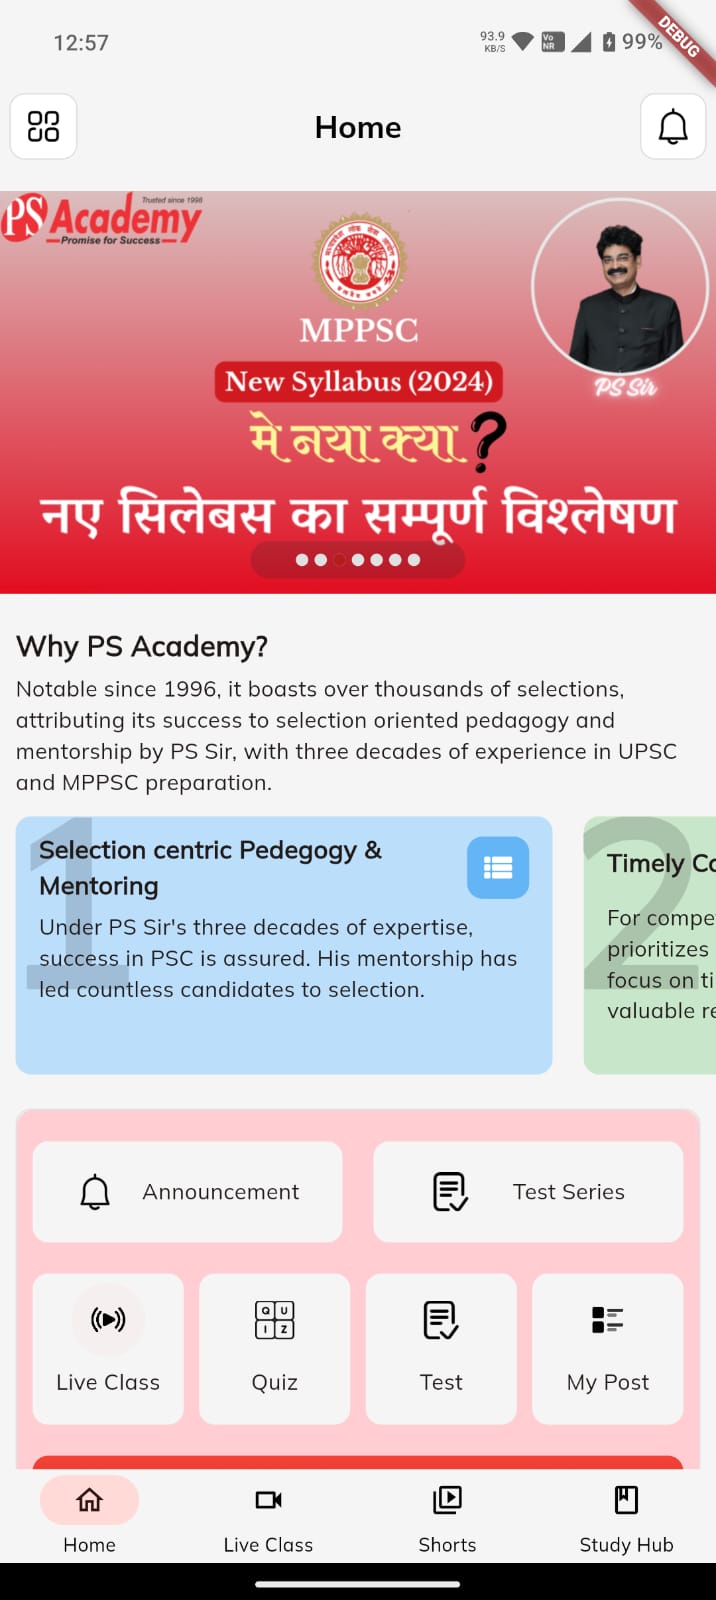 12:57
93.9
KB/S
Vo
NR
99%
DEBUG
Home
PS Academy
Trusted since 1998
Promise for Success
MPPSC
New Syllabus (2024)
मे नया क्या ?
नए सिलेबस का सम्पूर्ण विश्लेषण
PS Sir
Why PS Academy?
Notable since 1996, it boasts over thousands of selections,
attributing its success to selection oriented pedagogy and
mentorship by PS Sir, with three decades of experience in UPSC
and MPPSC preparation.
1
Selection centric Pedegogy &
Mentoring
Under PS Sir's three decades of expertise,
success in PSC is assured. His mentorship has
led countless candidates to selection.
2
Timely Co
For compe
prioritizes
focus on ti
valuable re
Announcement
Test Series
Live Class
QU
IZ
Quiz
Test
My Post
Home
Live Class
Shorts
Study Hub